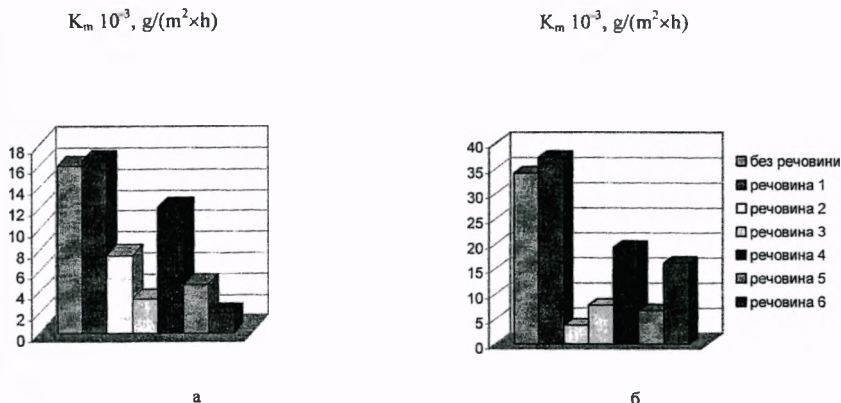 K_m 10⁻³, g/(m²×h)
18
16
14
12
10
8
6
4
2
0
а
K_m 10⁻³, g/(m²×h)
40
35
30
25
20
15
10
5
0
без речовини
речовина 1
речовина 2
речовина 3
речовина 4
речовина 5
речовина 6
б